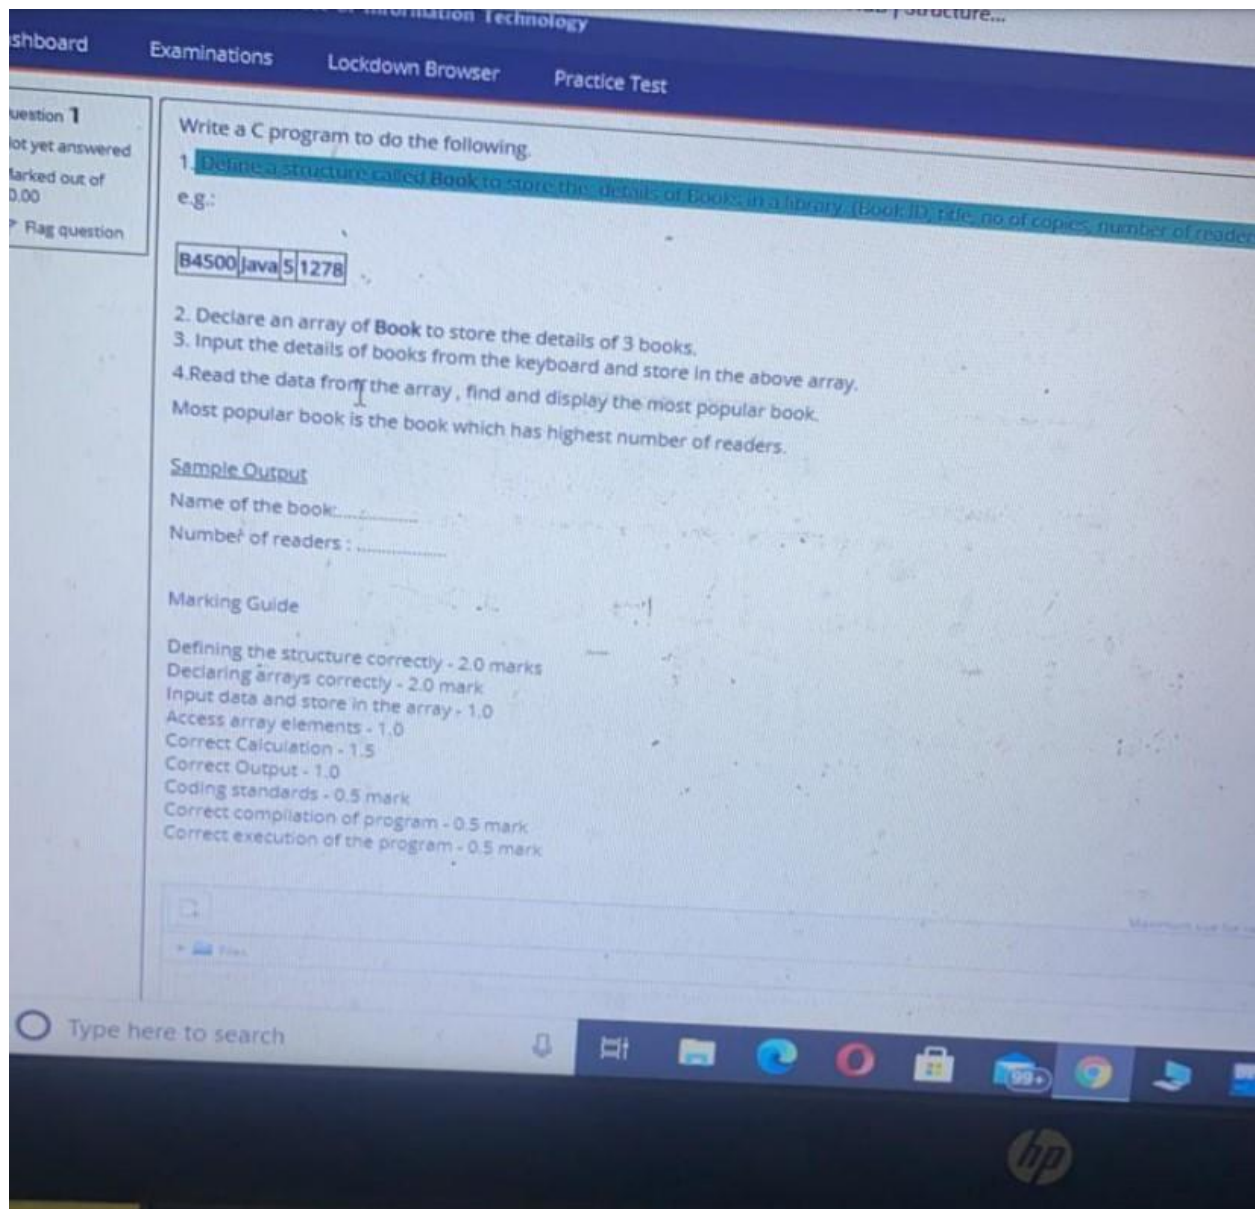 Information Technology
Structure...
shboard Examinations Lockdown Browser Practice Test
uestion 1
ot yet answered
arked out of
0.00
Flag question
Write a C program to do the following.
1. Define a structure called Book to store the details of Books in a library. (Book ID, title, no of copies, number of reader
e.g.:
B4500 Java 5 1278
2. Declare an array of Book to store the details of 3 books.
3. Input the details of books from the keyboard and store in the above array.
4.Read the data from the array , find and display the most popular book.
Most popular book is the book which has highest number of readers.
Sample Output
Name of the book:..................
Number of readers : ....................
Marking Guide
Defining the structure correctly - 2.0 marks
Declaring arrays correctly - 2.0 mark
Input data and store in the array - 1.0
Access array elements - 1.0
Correct Calculation - 1.5
Correct Output - 1.0
Coding standards - 0.5 mark
Correct compilation of program - 0.5 mark
Correct execution of the program - 0.5 mark
Maximum size for
Files
Type here to search
99+
hp